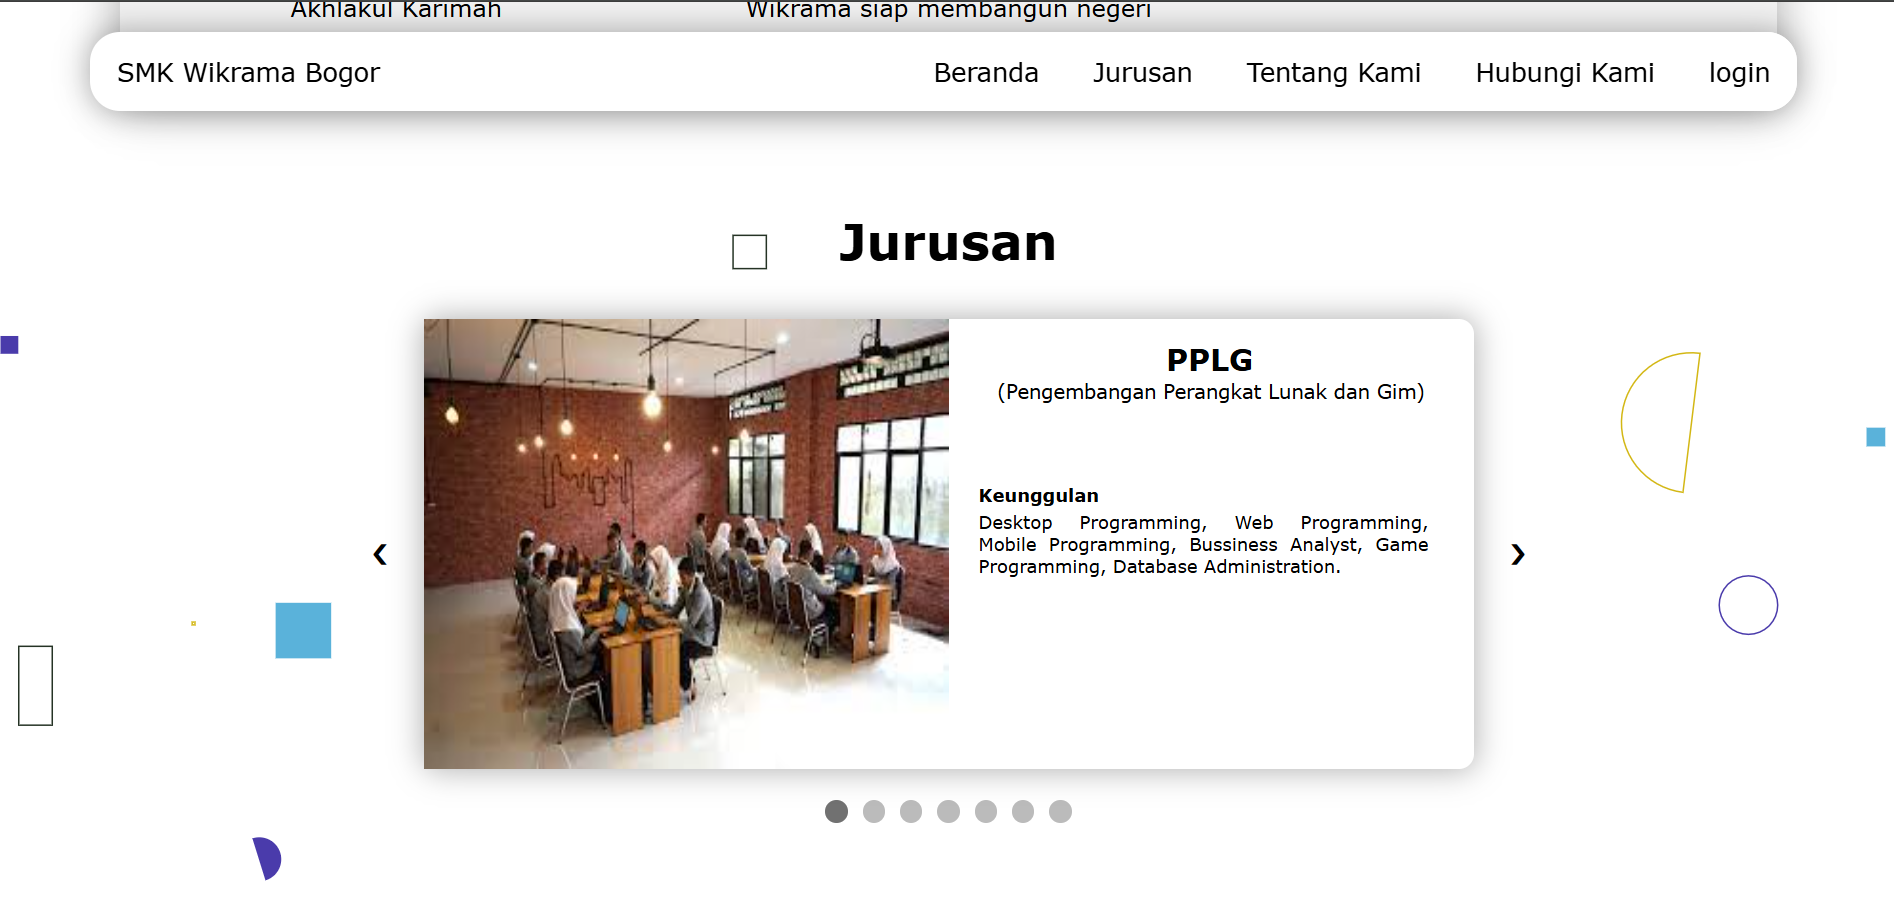 Akhlakul Karimah
Wikrama siap membangun negeri
SMK Wikrama Bogor
Beranda
Jurusan
Tentang Kami
Hubungi Kami
login
Jurusan
PPLG
(Pengembangan Perangkat Lunak dan Gim)
Keunggulan
Desktop Programming, Web Programming,
Mobile Programming, Bussiness Analyst, Game
Programming, Database Administration.